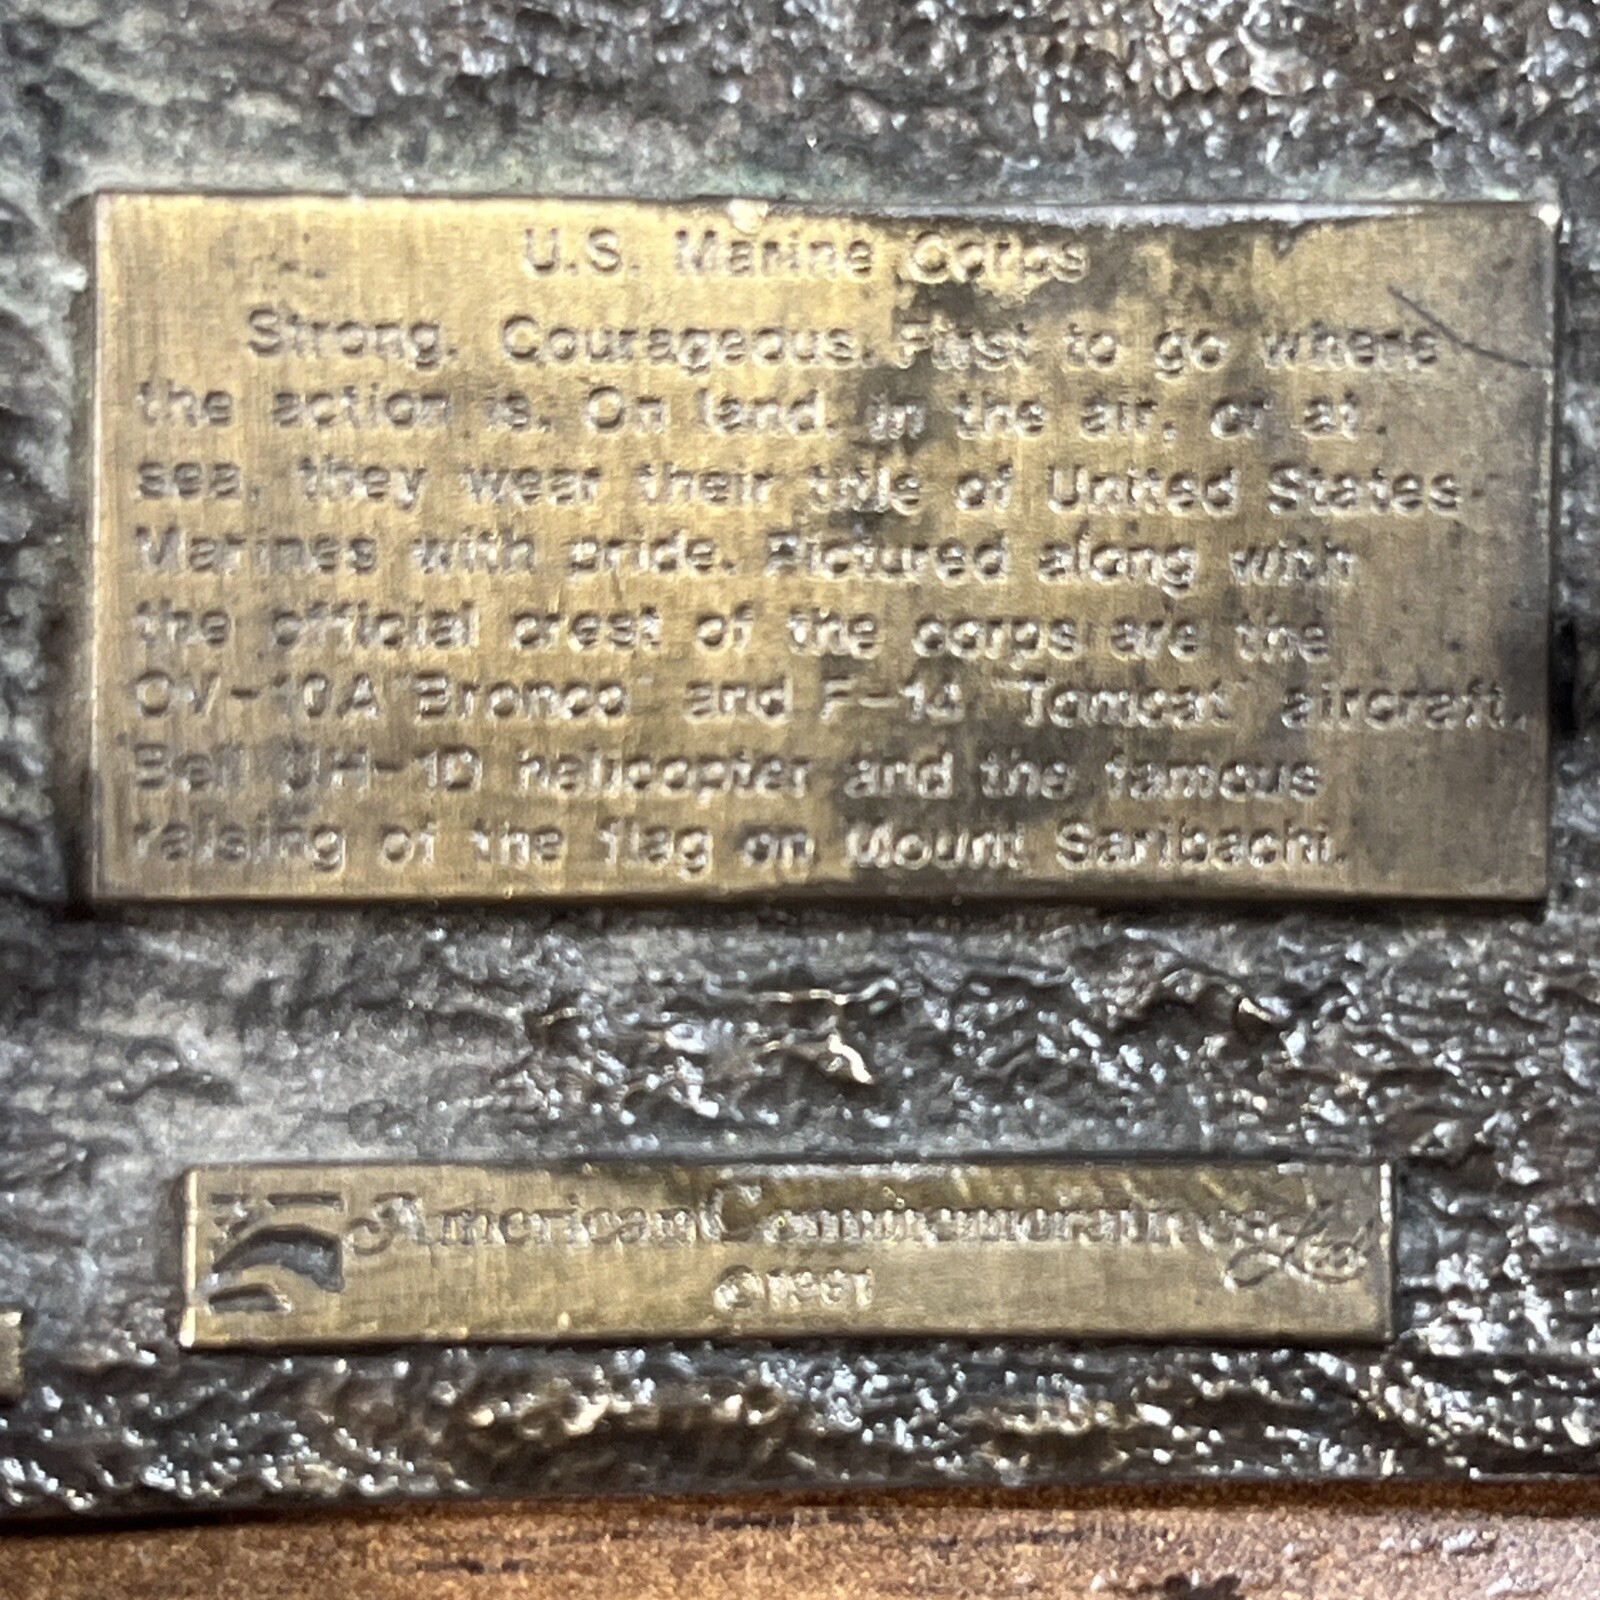 U.S. Marine Corps
Strong. Courageous. First to go where
the action is. On land, in the air, or at
sea, they wear their title of United States
Marines with pride. Pictured along with
the official crest of the corps are the
OV-10A "Bronco" and F-14 "Tomcat" aircraft,
Bell UH-1D helicopter and the famous
raising of the flag on Mount Saribachi.
American Commemoratives Ltd
©1981